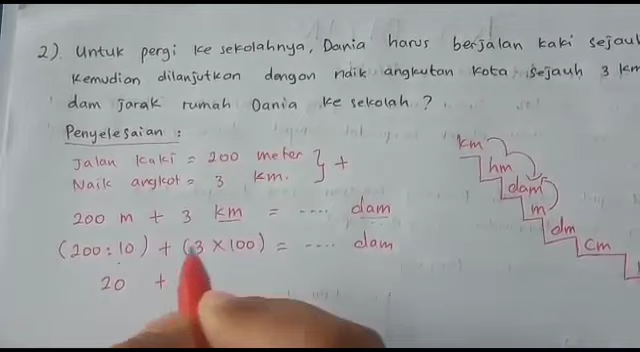 2). Untuk pergi ke sekolahnya, Dania harus berjalan kaki sejauh
kemudian dilanjutkan dengan naik angkutan kota sejauh 3 km
dam jarak rumah Dania ke sekolah ?
Penyelesaian :
Jalan kaki = 200 meter } +
Naik angkot = 3 km.
200 m + 3 km = .... dam
(200 : 10) + (3 × 100) = .... dam
20 +
km
hm
dam
m
dm
cm